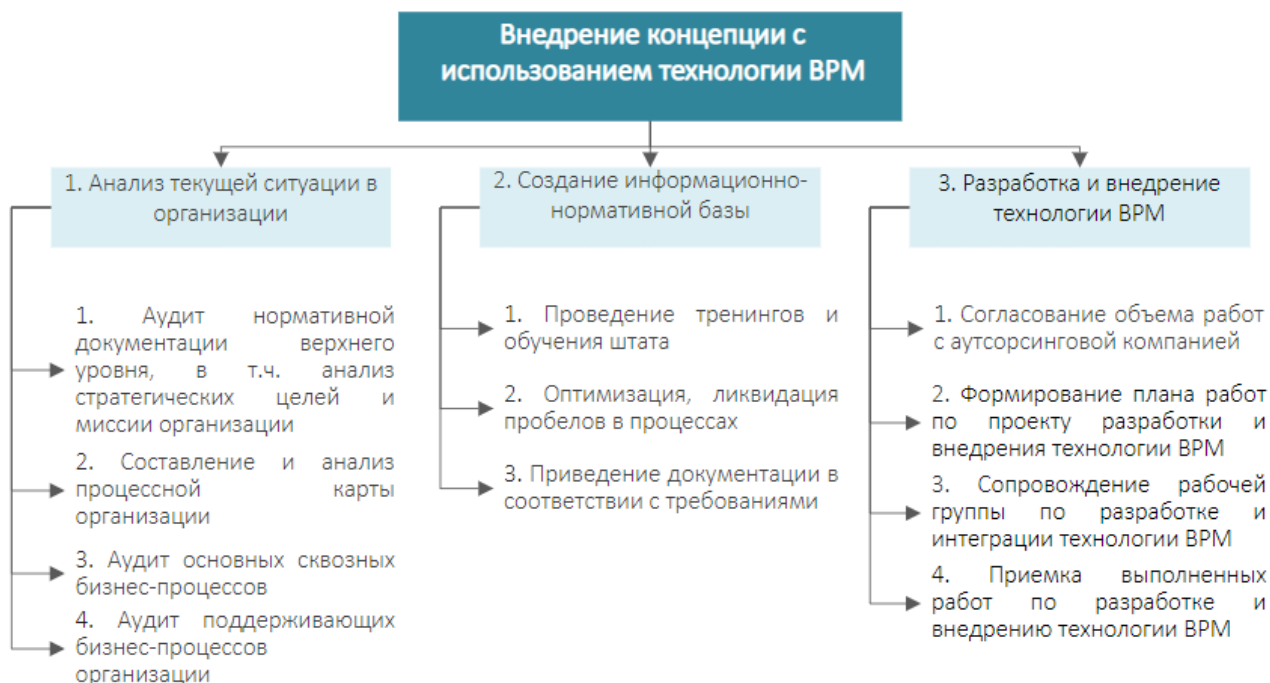 Внедрение концепции с
использованием технологии BPM
1. Анализ текущей ситуации в
организации
1. Аудит нормативной
документации верхнего
уровня, в т.ч. анализ
стратегических целей и
миссии организации
2. Составление и анализ
процессной карты
организации
3. Аудит основных сквозных
бизнес-процессов
4. Аудит поддерживающих
бизнес-процессов
организации
2. Создание информационно-
нормативной базы
1. Проведение тренингов и
обучения штата
2. Оптимизация, ликвидация
пробелов в процессах
3. Приведение документации в
соответствии с требованиями
3. Разработка и внедрение
технологии BPM
1. Согласование объема работ
с аутсорсинговой компанией
2. Формирование плана работ
по проекту разработки и
внедрения технологии BPM
3. Сопровождение рабочей
группы по разработке и
интеграции технологии BPM
4. Приемка выполненных
работ по разработке и
внедрению технологии BPM